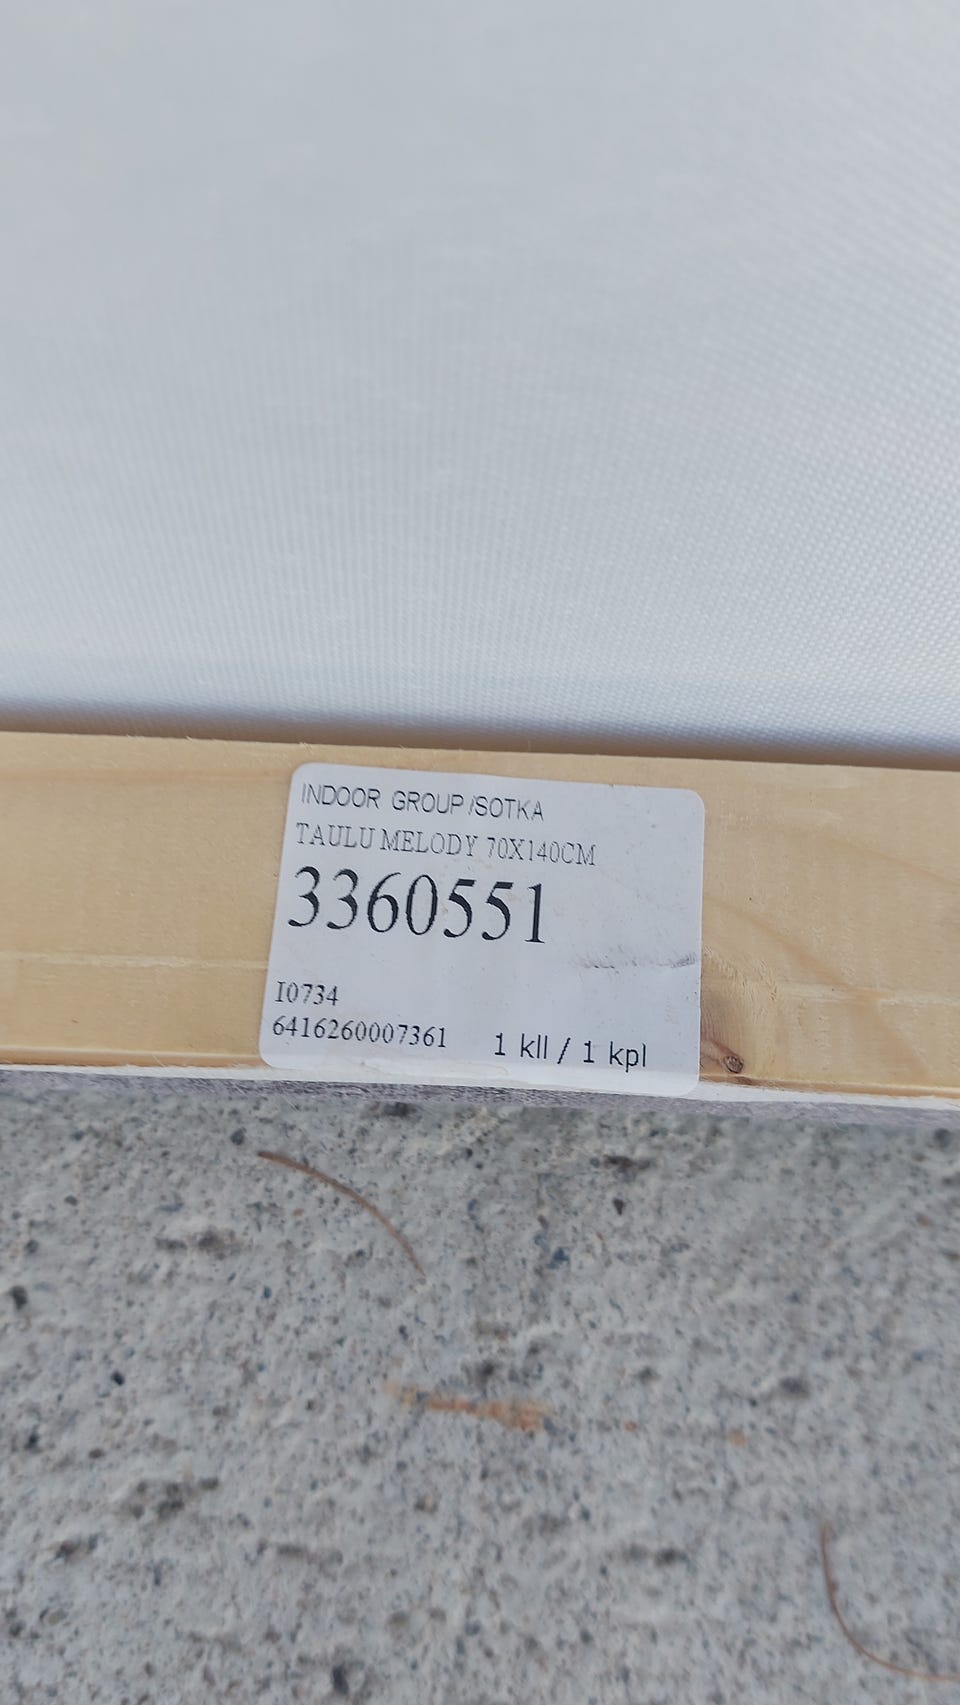 INDOOR GROUP/SOTKA
TAULU MELODY 70X140CM
3360551
I0734
6416260007361 1 kll / 1 kpl